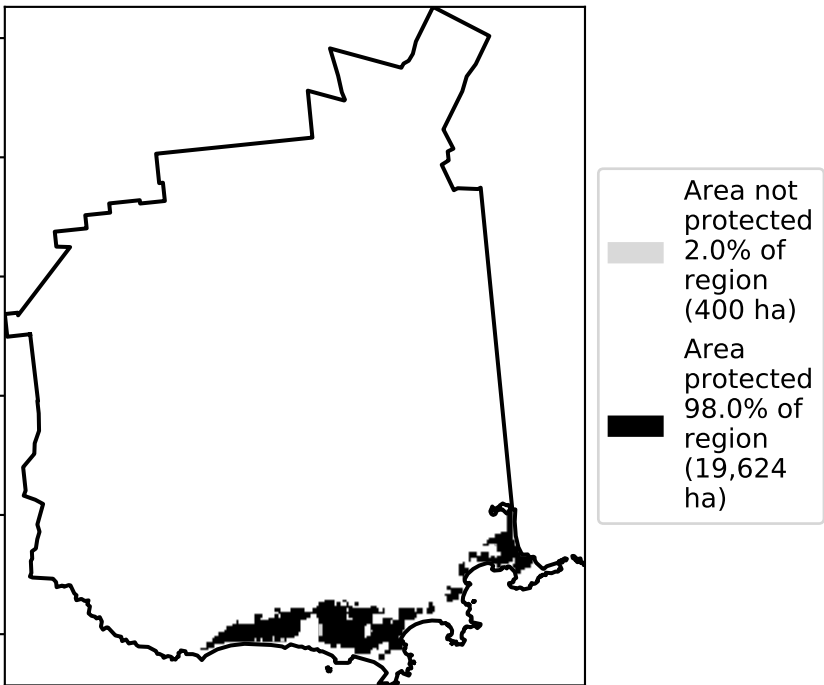 Area not
protected
2.0% of
region
(400 ha)
Area
protected
98.0% of
region
(19,624
ha)